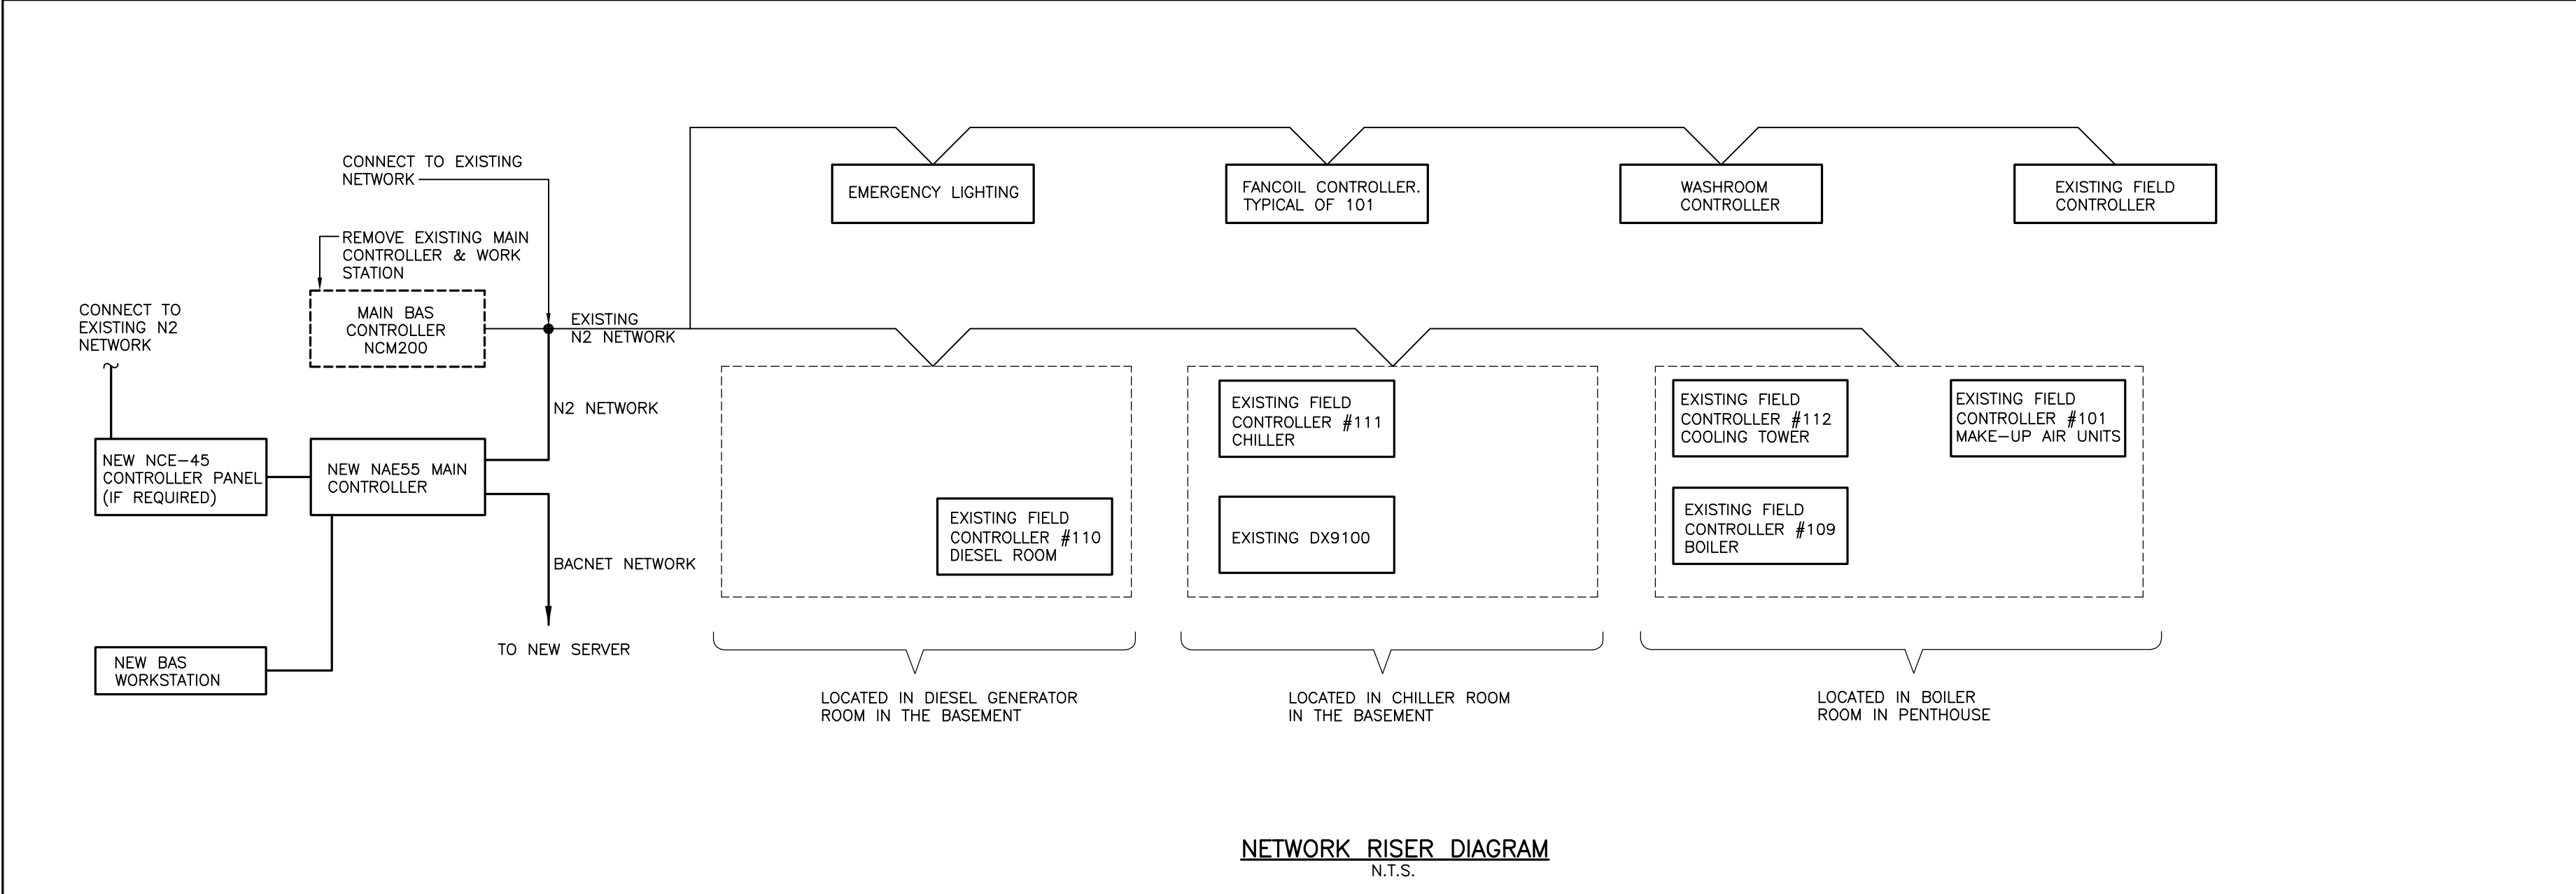 CONNECT TO EXISTING
NETWORK
REMOVE EXISTING MAIN
CONTROLLER & WORK
STATION
CONNECT TO
EXISTING N2
NETWORK
MAIN BAS
CONTROLLER
NCM200
EXISTING
N2 NETWORK
N2 NETWORK
NEW NCE-45
CONTROLLER PANEL
(IF REQUIRED)
NEW NAE55 MAIN
CONTROLLER
BACNET NETWORK
TO NEW SERVER
NEW BAS
WORKSTATION
EMERGENCY LIGHTING
FANCOIL CONTROLLER.
TYPICAL OF 101
WASHROOM
CONTROLLER
EXISTING FIELD
CONTROLLER
EXISTING FIELD
CONTROLLER #110
DIESEL ROOM
EXISTING FIELD
CONTROLLER #111
CHILLER
EXISTING DX9100
EXISTING FIELD
CONTROLLER #112
COOLING TOWER
EXISTING FIELD
CONTROLLER #101
MAKE-UP AIR UNITS
EXISTING FIELD
CONTROLLER #109
BOILER
LOCATED IN DIESEL GENERATOR
ROOM IN THE BASEMENT
LOCATED IN CHILLER ROOM
IN THE BASEMENT
LOCATED IN BOILER
ROOM IN PENTHOUSE
NETWORK RISER DIAGRAM
N.T.S.